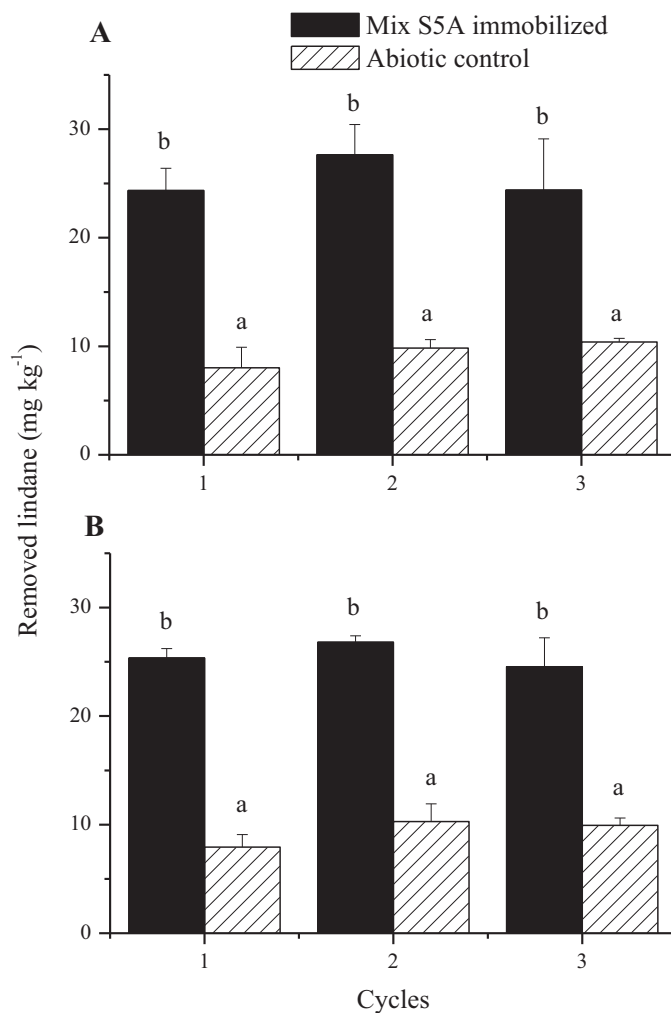 A
Mix S5A immobilized
Abiotic control
30
20
10
0
b
b
b
a
a
a
1
2
3
B
30
20
10
0
b
b
b
a
a
a
1
2
3
Removed lindane (mg kg⁻¹)
Cycles